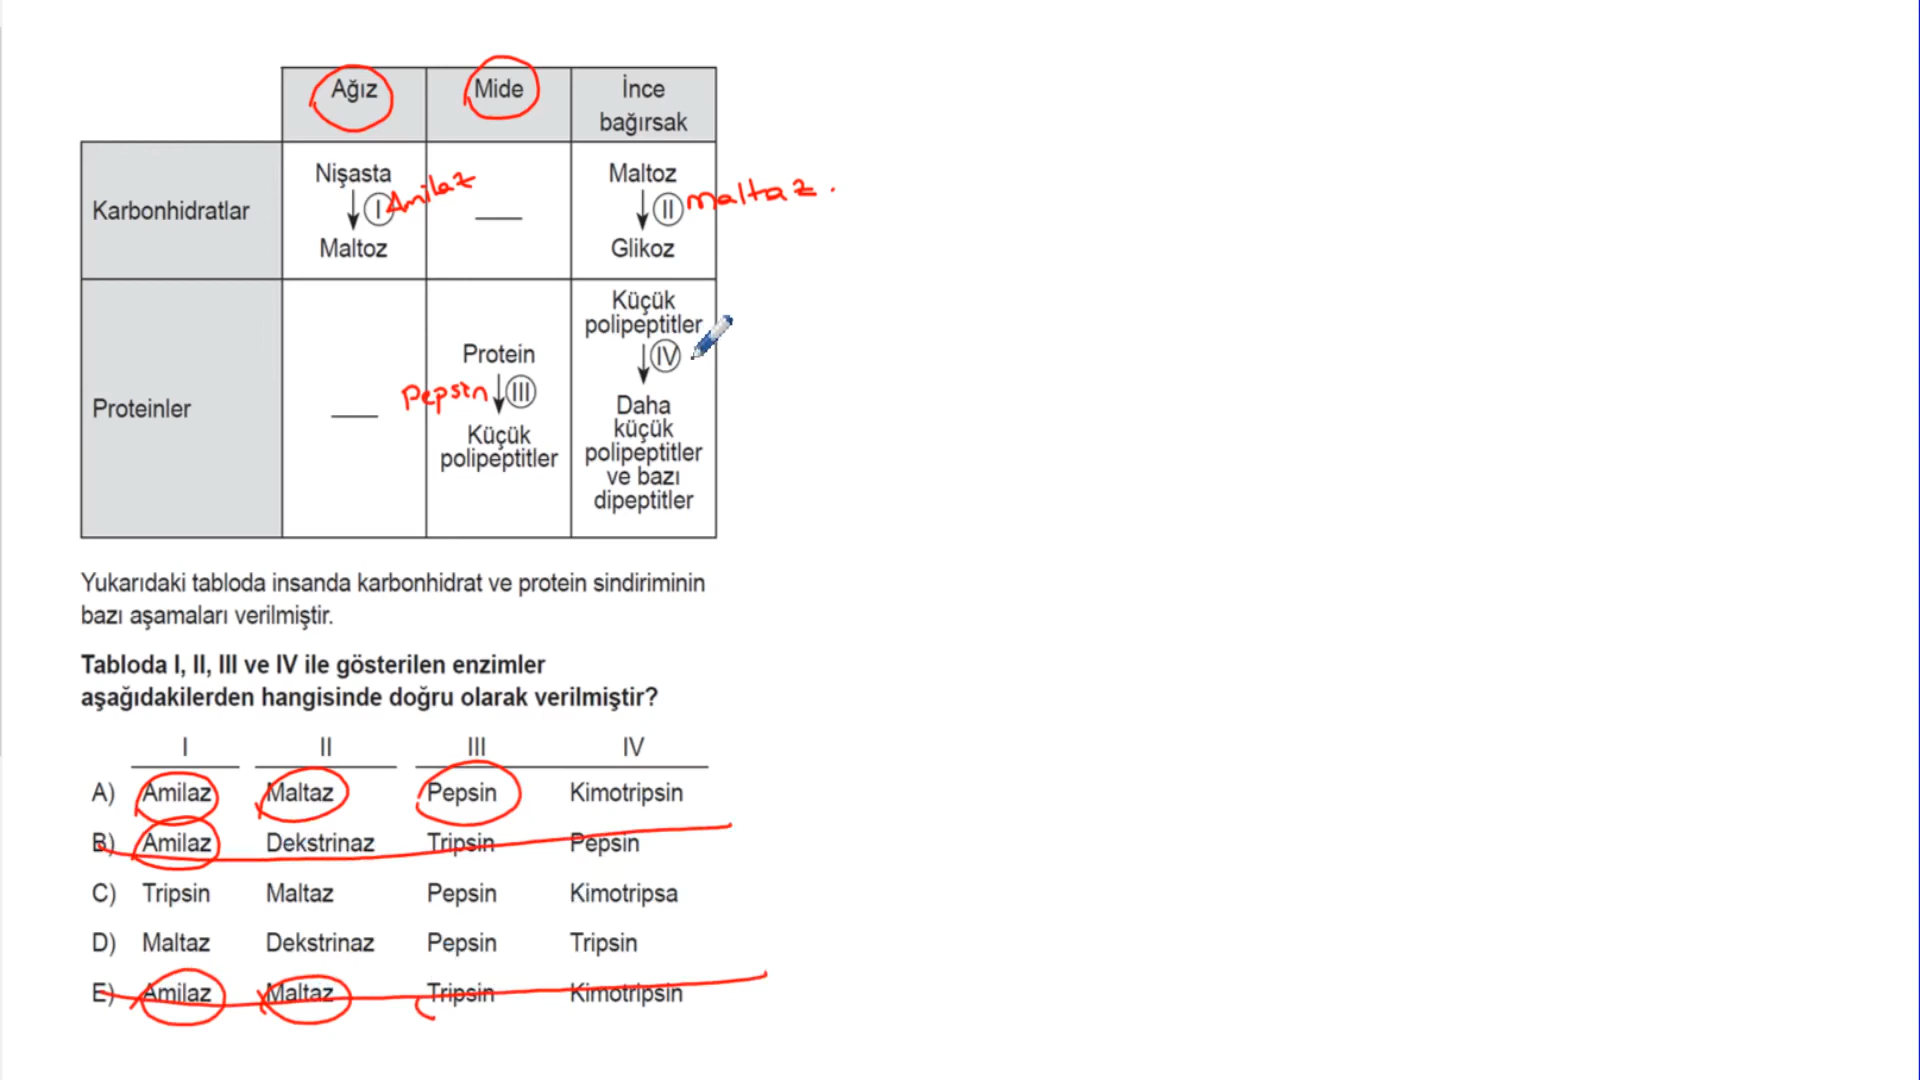 Ağız Mide İnce
bağırsak
Karbonhidratlar
Nişasta
I Amilaz
Maltoz
Maltoz
II maltaz.
Glikoz
Proteinler
Protein
Pepsin III
Küçük
polipeptitler
Küçük
polipeptitler
IV
Daha
küçük
polipeptitler
ve bazı
dipeptitler
Yukarıdaki tabloda insanda karbonhidrat ve protein sindiriminin
bazı aşamaları verilmiştir.
Tabloda I, II, III ve IV ile gösterilen enzimler
aşağıdakilerden hangisinde doğru olarak verilmiştir?
I II III IV
A) Amilaz Maltaz Pepsin Kimotripsin
B) Amilaz Dekstrinaz Tripsin Pepsin
C) Tripsin Maltaz Pepsin Kimotripsa
D) Maltaz Dekstrinaz Pepsin Tripsin
E) Amilaz Maltaz Tripsin Kimotripsin